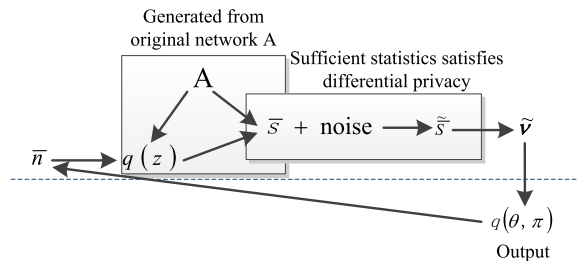 Generated from
original network A
Sufficient statistics satisfies
differential privacy
A
s̅ + noise
s̅̃
ν̃
n̅
q(z)
q(θ, π)
Output